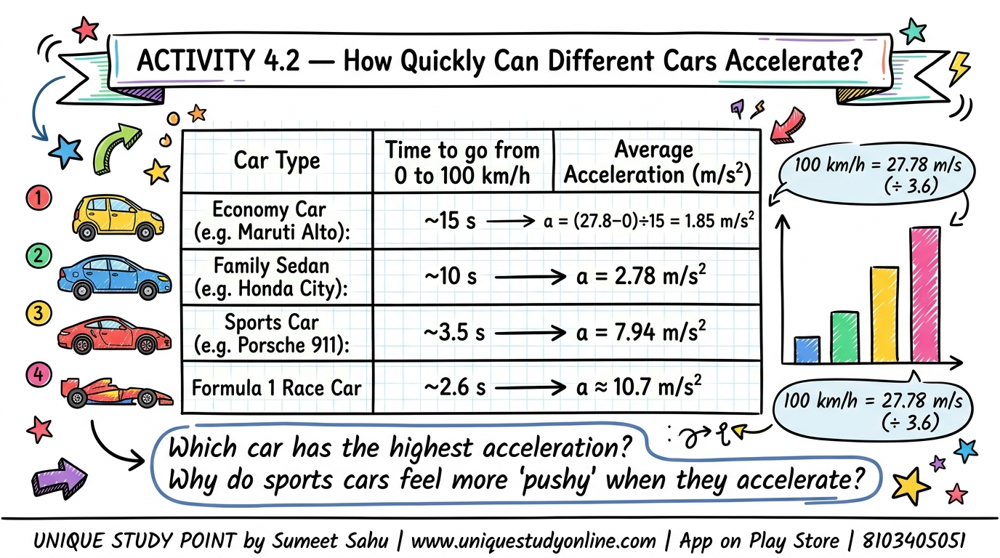 ACTIVITY 4.2 — How Quickly Can Different Cars Accelerate?
Car Type
Time to go from
0 to 100 km/h
Average
Acceleration (m/s²)
1
Economy Car
(e.g. Maruti Alto):
~15 s ⟶ a = (27.8−0)÷15 = 1.85 m/s²
2
Family Sedan
(e.g. Honda City):
~10 s ⟶ a = 2.78 m/s²
3
Sports Car
(e.g. Porsche 911):
~3.5 s ⟶ a = 7.94 m/s²
4
Formula 1 Race Car
~2.6 s ⟶ a ≈ 10.7 m/s²
100 km/h = 27.78 m/s
(÷ 3.6)
100 km/h = 27.78 m/s
(÷ 3.6)
Which car has the highest acceleration?
Why do sports cars feel more ‘pushy’ when they accelerate?
UNIQUE STUDY POINT by Sumeet Sahu | www.uniquestudyonline.com | App on Play Store | 8103405051